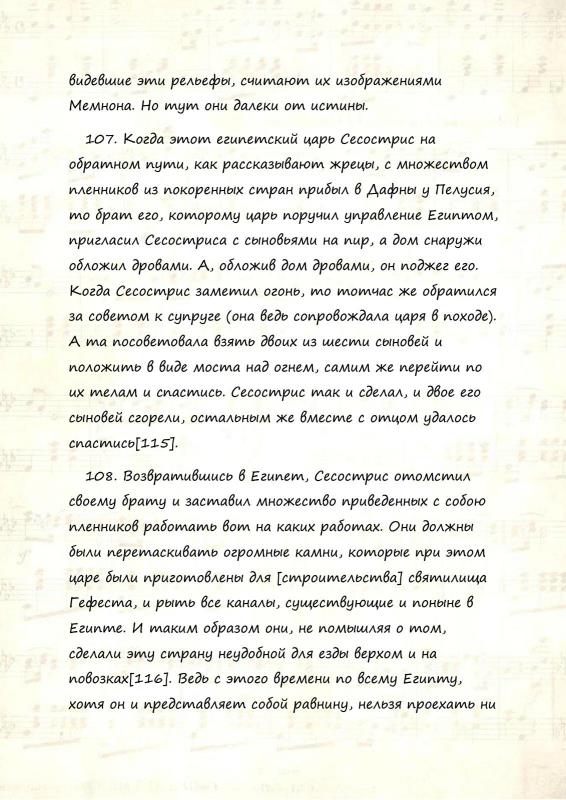 видевшие эти рельефы, считают их изображениями
Мемнона. Но тут они далеки от истины.
107. Когда этот египетский царь Сесострис на
обратном пути, как рассказывают жрецы, с множеством
пленников из покоренных стран прибыл в Дафны у Пелусия,
то брат его, которому царь поручил управление Египтом,
пригласил Сесостриса с сыновьями на пир, а дом снаружи
обложил дровами. А, обложив дом дровами, он поджег его.
Когда Сесострис заметил огонь, то тотчас же обратился
за советом к супруге (она ведь сопровождала царя в походе).
А та посоветовала взять двоих из шести сыновей и
положить в виде моста над огнем, самим же перейти по
их телам и спастись. Сесострис так и сделал, и двое его
сыновей сгорели, остальным же вместе с отцом удалось
спастись[115].
108. Возвратившись в Египет, Сесострис отомстил
своему брату и заставил множество приведенных с собою
пленников работать вот на каких работах. Они должны
были перетаскивать огромные камни, которые при этом
царе были приготовлены для [строительства] святилища
Гефеста, и рыть все каналы, существующие и поныне в
Египте. И таким образом они, не помышляя о том,
сделали эту страну неудобной для езды верхом и на
повозках[116]. Ведь с этого времени по всему Египту,
хотя он и представляет собой равнину, нельзя проехать ни